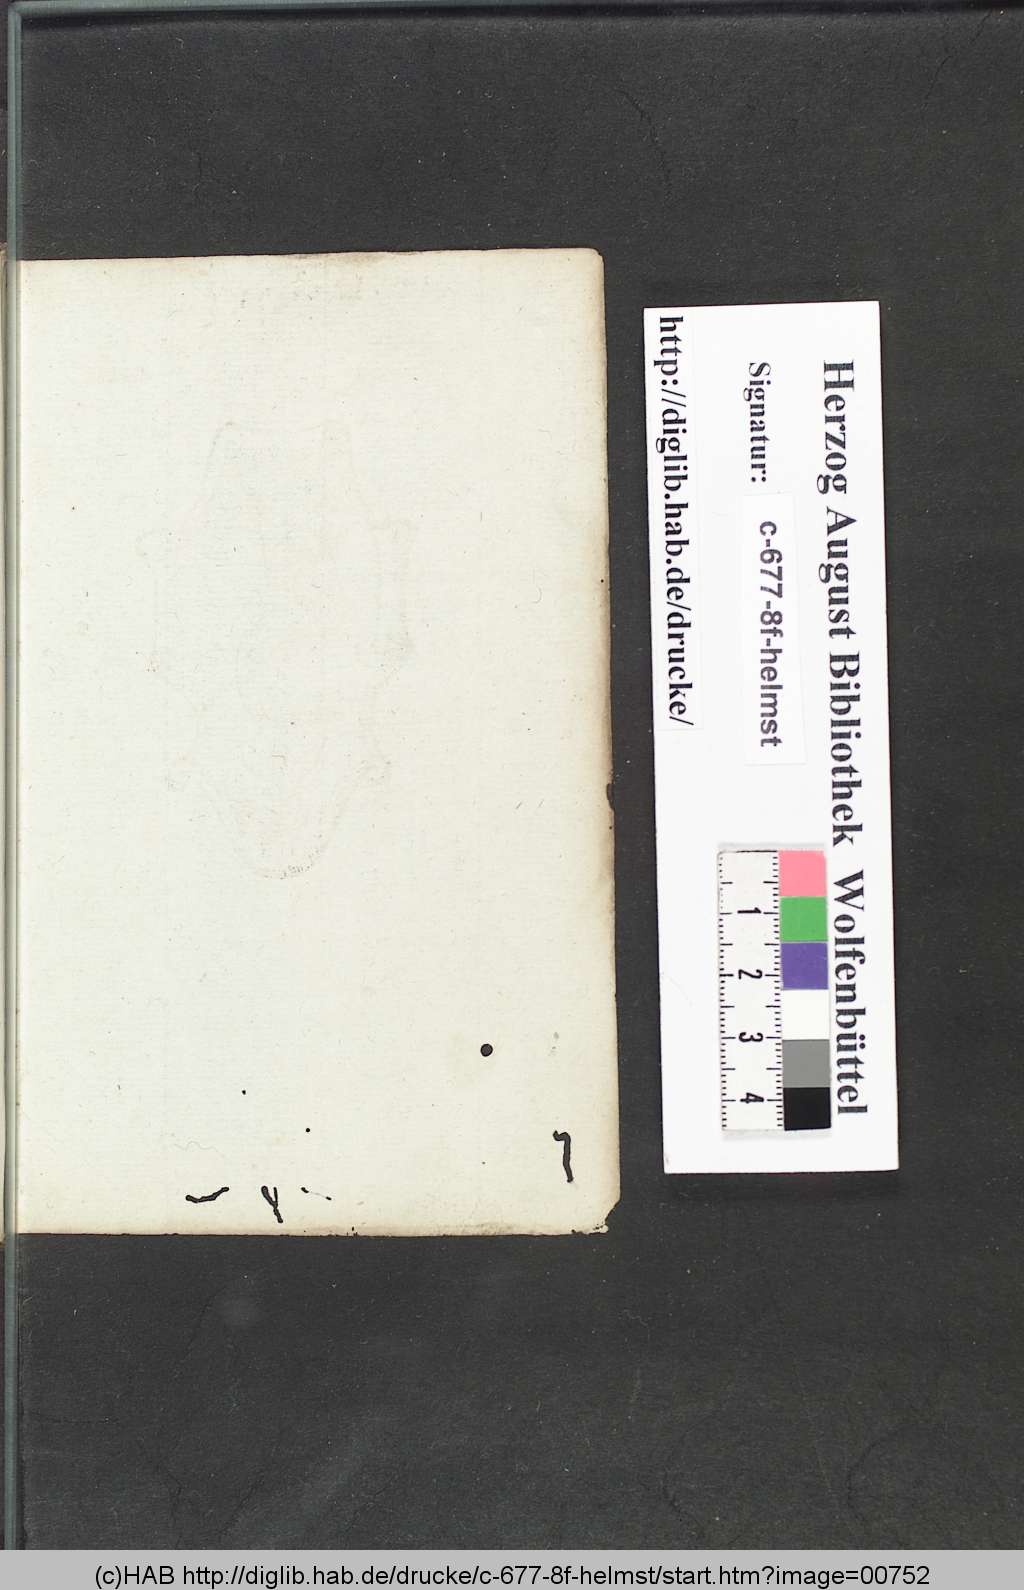 Herzog August Bibliothek Wolfenbüttel
Signatur: c-677-8f-helmst
http://diglib.hab.de/drucke/
1 2 3 4
(c)HAB http://diglib.hab.de/drucke/c-677-8f-helmst/start.htm?image=00752